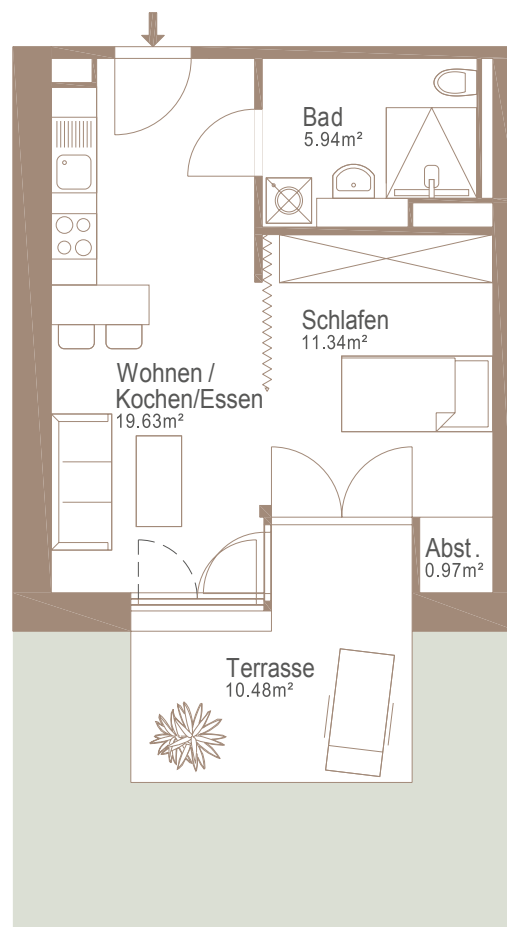 Bad
5.94m²
Schlafen
11.34m²
Wohnen /
Kochen/Essen
19.63m²
Abst.
0.97m²
Terrasse
10.48m²